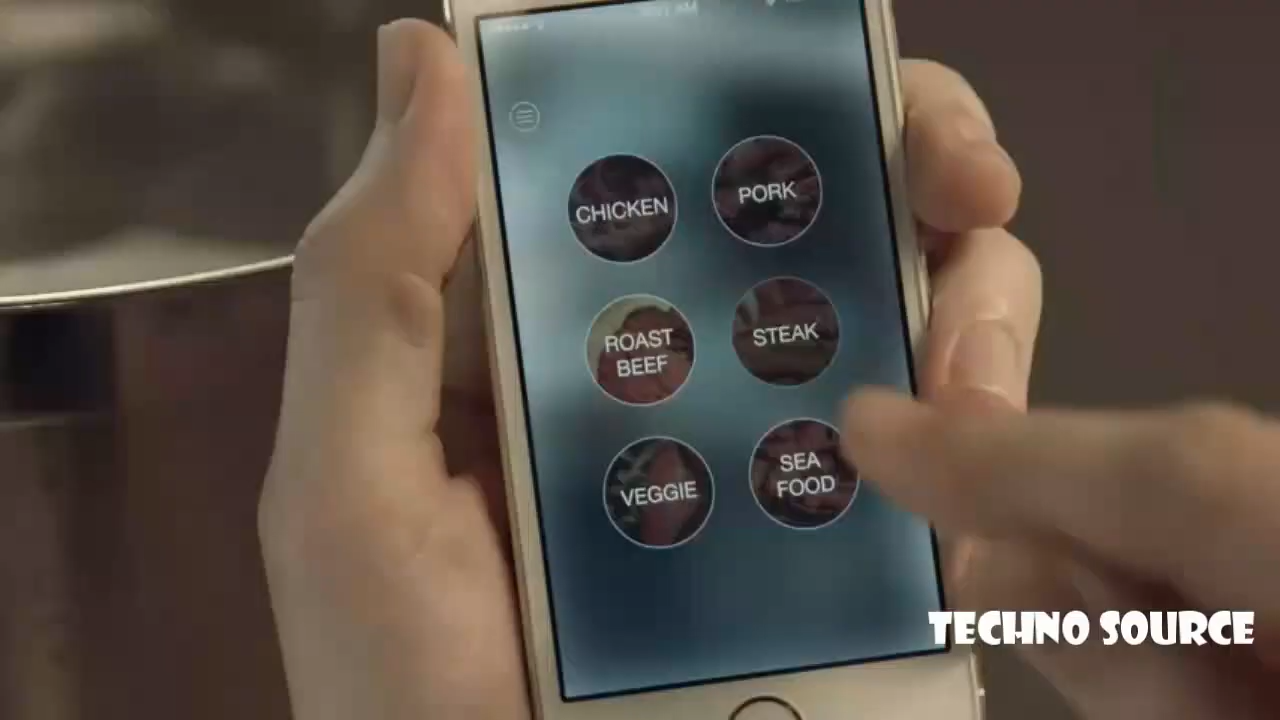 CHICKEN
PORK
ROAST
BEEF
STEAK
VEGGIE
SEA
FOOD
TECHNO SOURCE